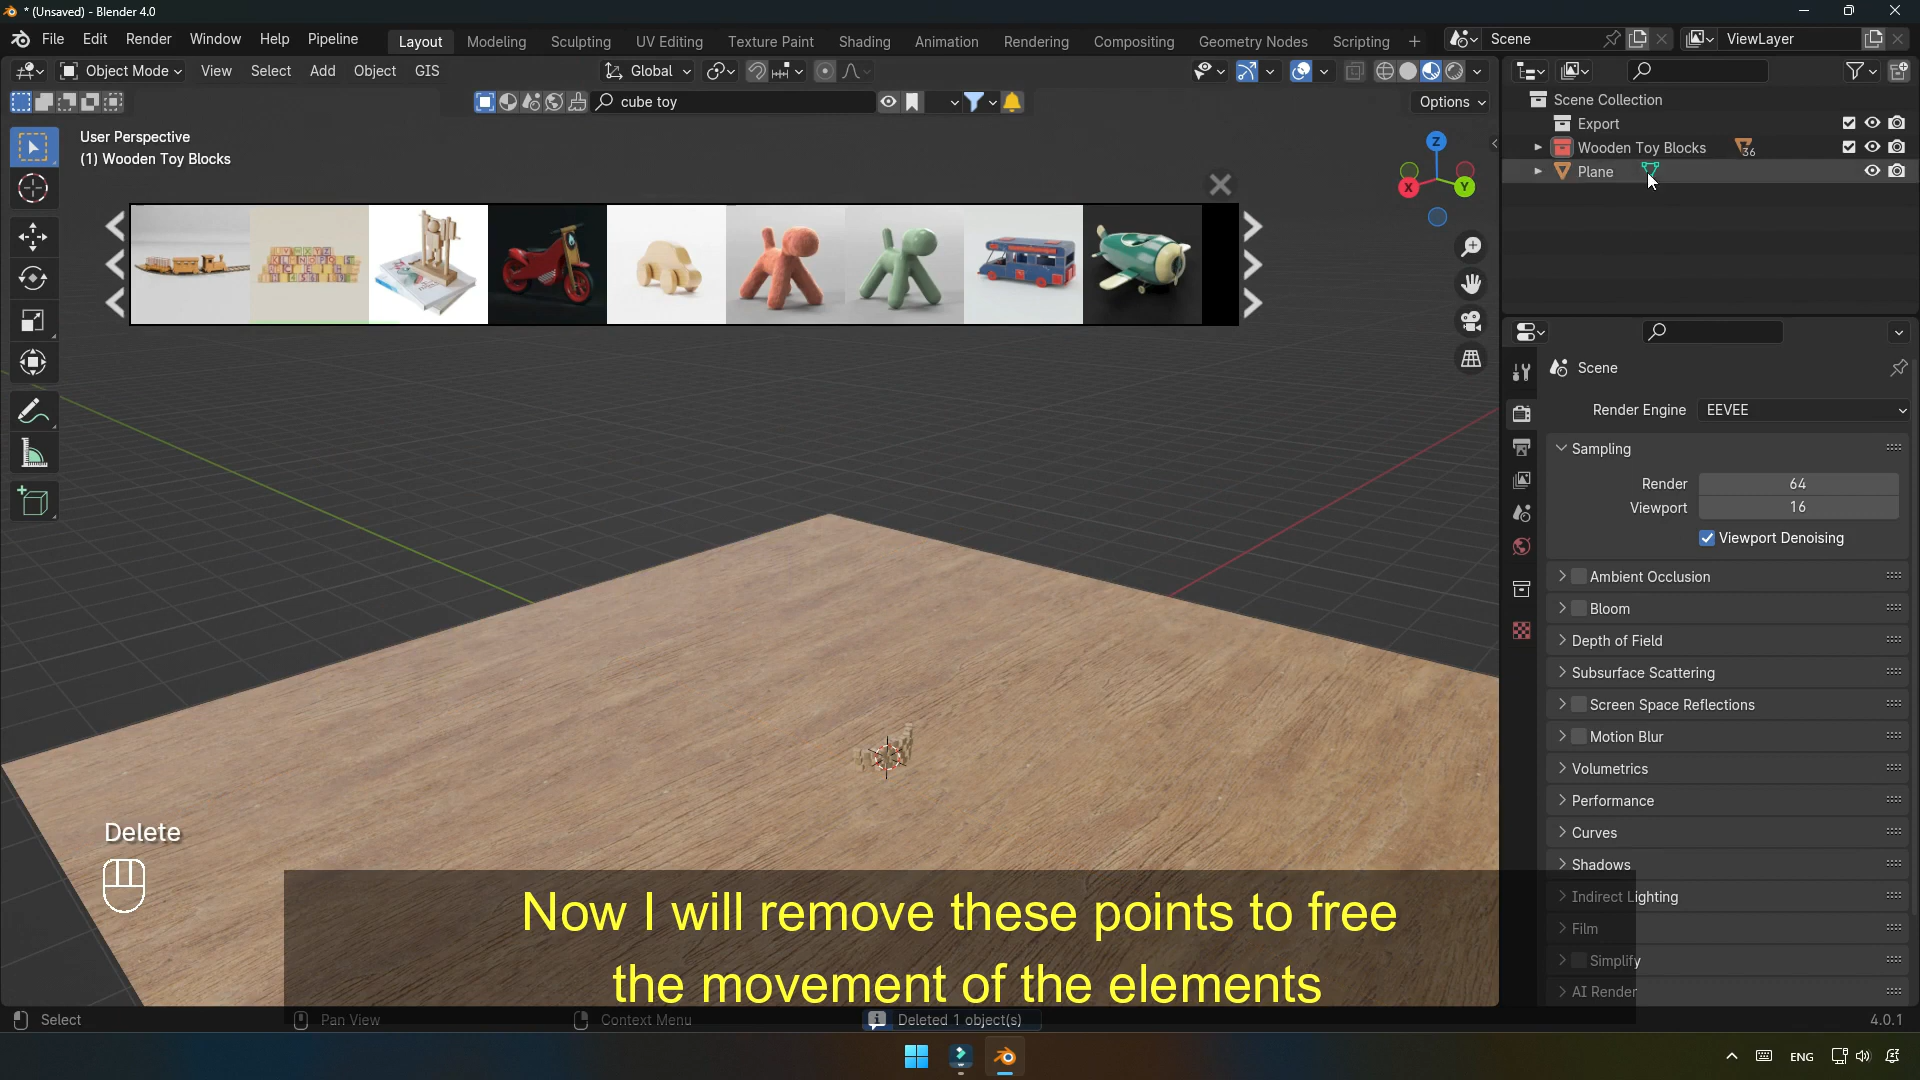 * (Unsaved) - Blender 4.0
File Edit Render Window Help Pipeline Layout Modeling Sculpting UV Editing Texture Paint Shading Animation Rendering Compositing Geometry Nodes Scripting + Scene ViewLayer
Object Mode View Select Add Object GIS Global
cube toy Options
Scene Collection
Export
Wooden Toy Blocks 36
Plane
User Perspective
(1) Wooden Toy Blocks
Z
X Y
Scene
Render Engine EEVEE
Sampling
Render 64
Viewport 16
Viewport Denoising
Ambient Occlusion
Bloom
Depth of Field
Subsurface Scattering
Screen Space Reflections
Motion Blur
Volumetrics
Performance
Curves
Shadows
Indirect Lighting
Film
Simplify
AI Render
Delete
Now I will remove these points to free
the movement of the elements
Select Pan View Context Menu Deleted 1 object(s) 4.0.1
ENG